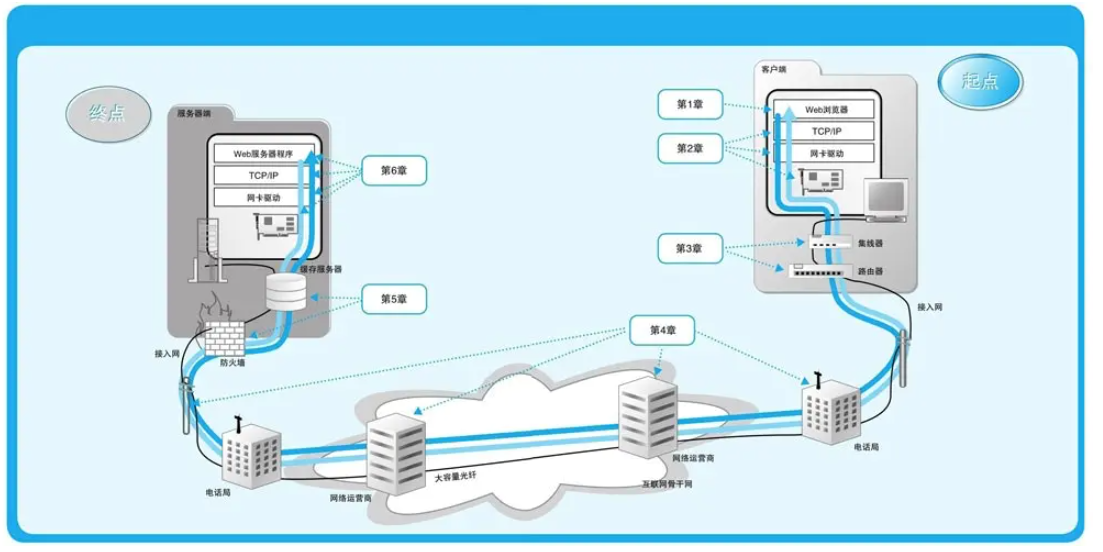 终点
起点
服务器端
Web服务器程序
TCP/IP
网卡驱动
第6章
缓存服务器
第5章
防火墙
接入网
客户端
第1章
Web浏览器
TCP/IP
第2章
网卡驱动
第3章
集线器
路由器
接入网
第4章
电话局
网络运营商
大容量光纤
互联网骨干网
网络运营商
电话局